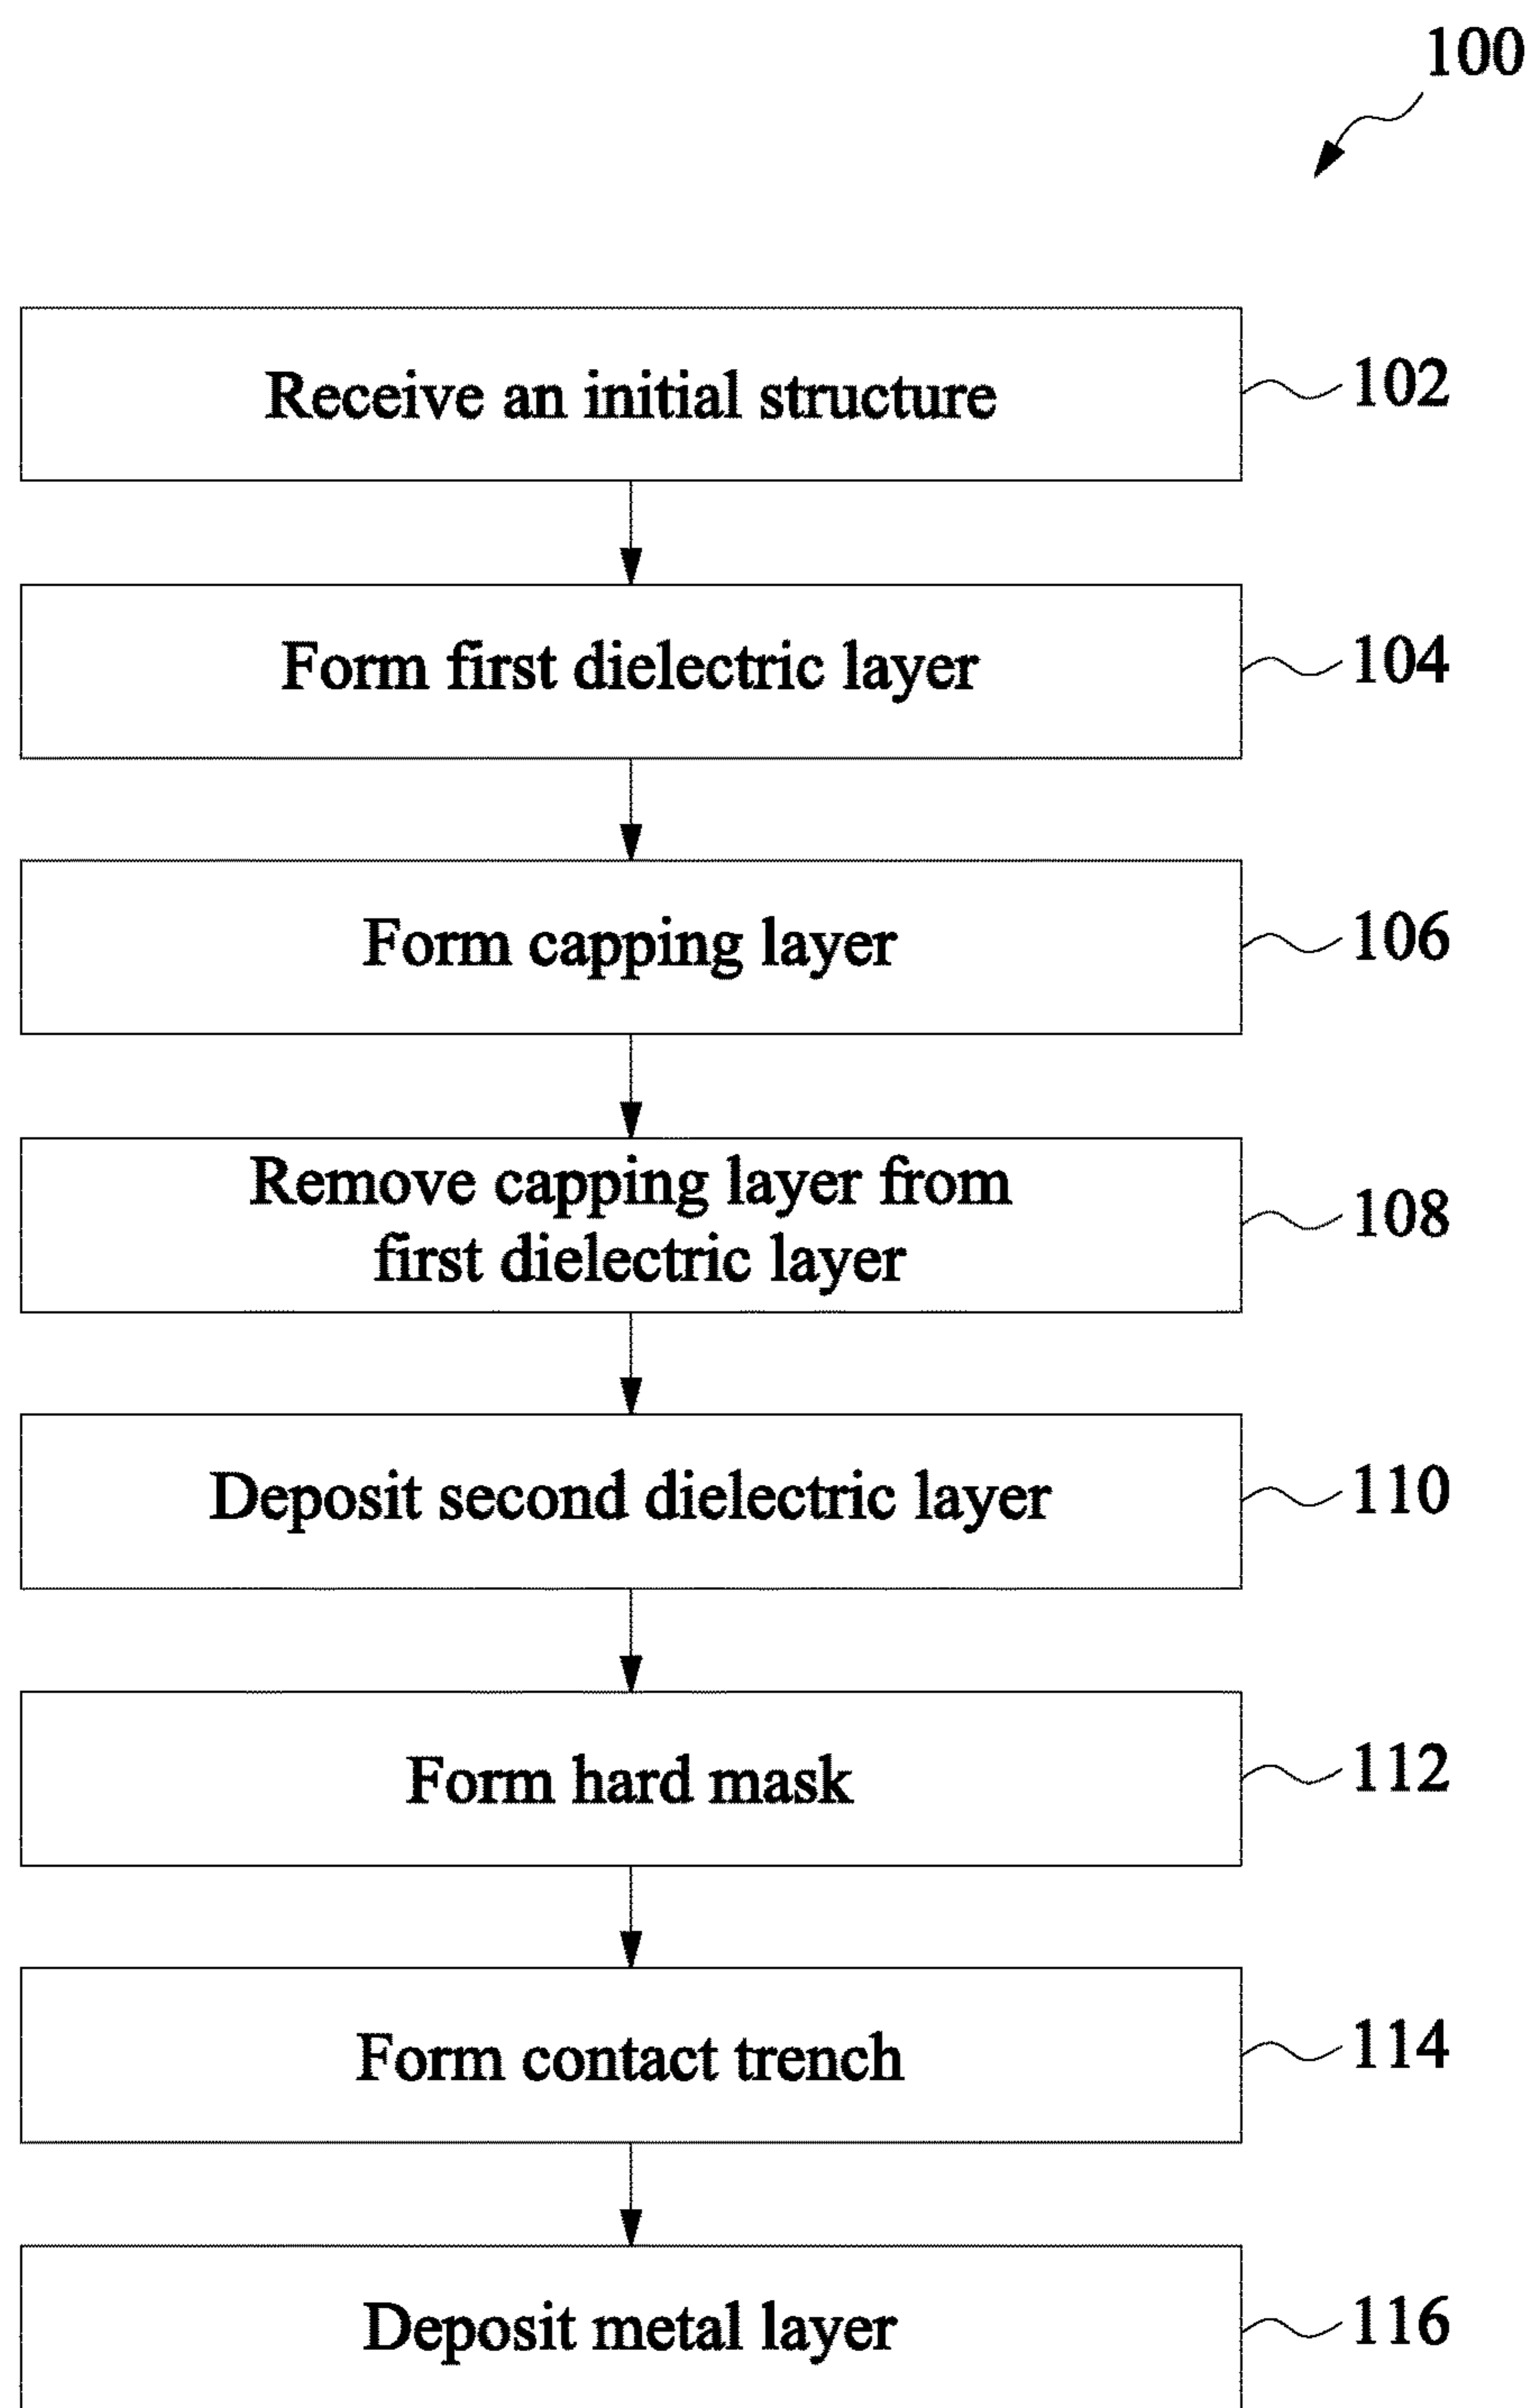 100
Receive an initial structure
102
Form first dielectric layer
104
Form capping layer
106
Remove capping layer from
first dielectric layer
108
Deposit second dielectric layer
110
Form hard mask
112
Form contact trench
114
Deposit metal layer
116